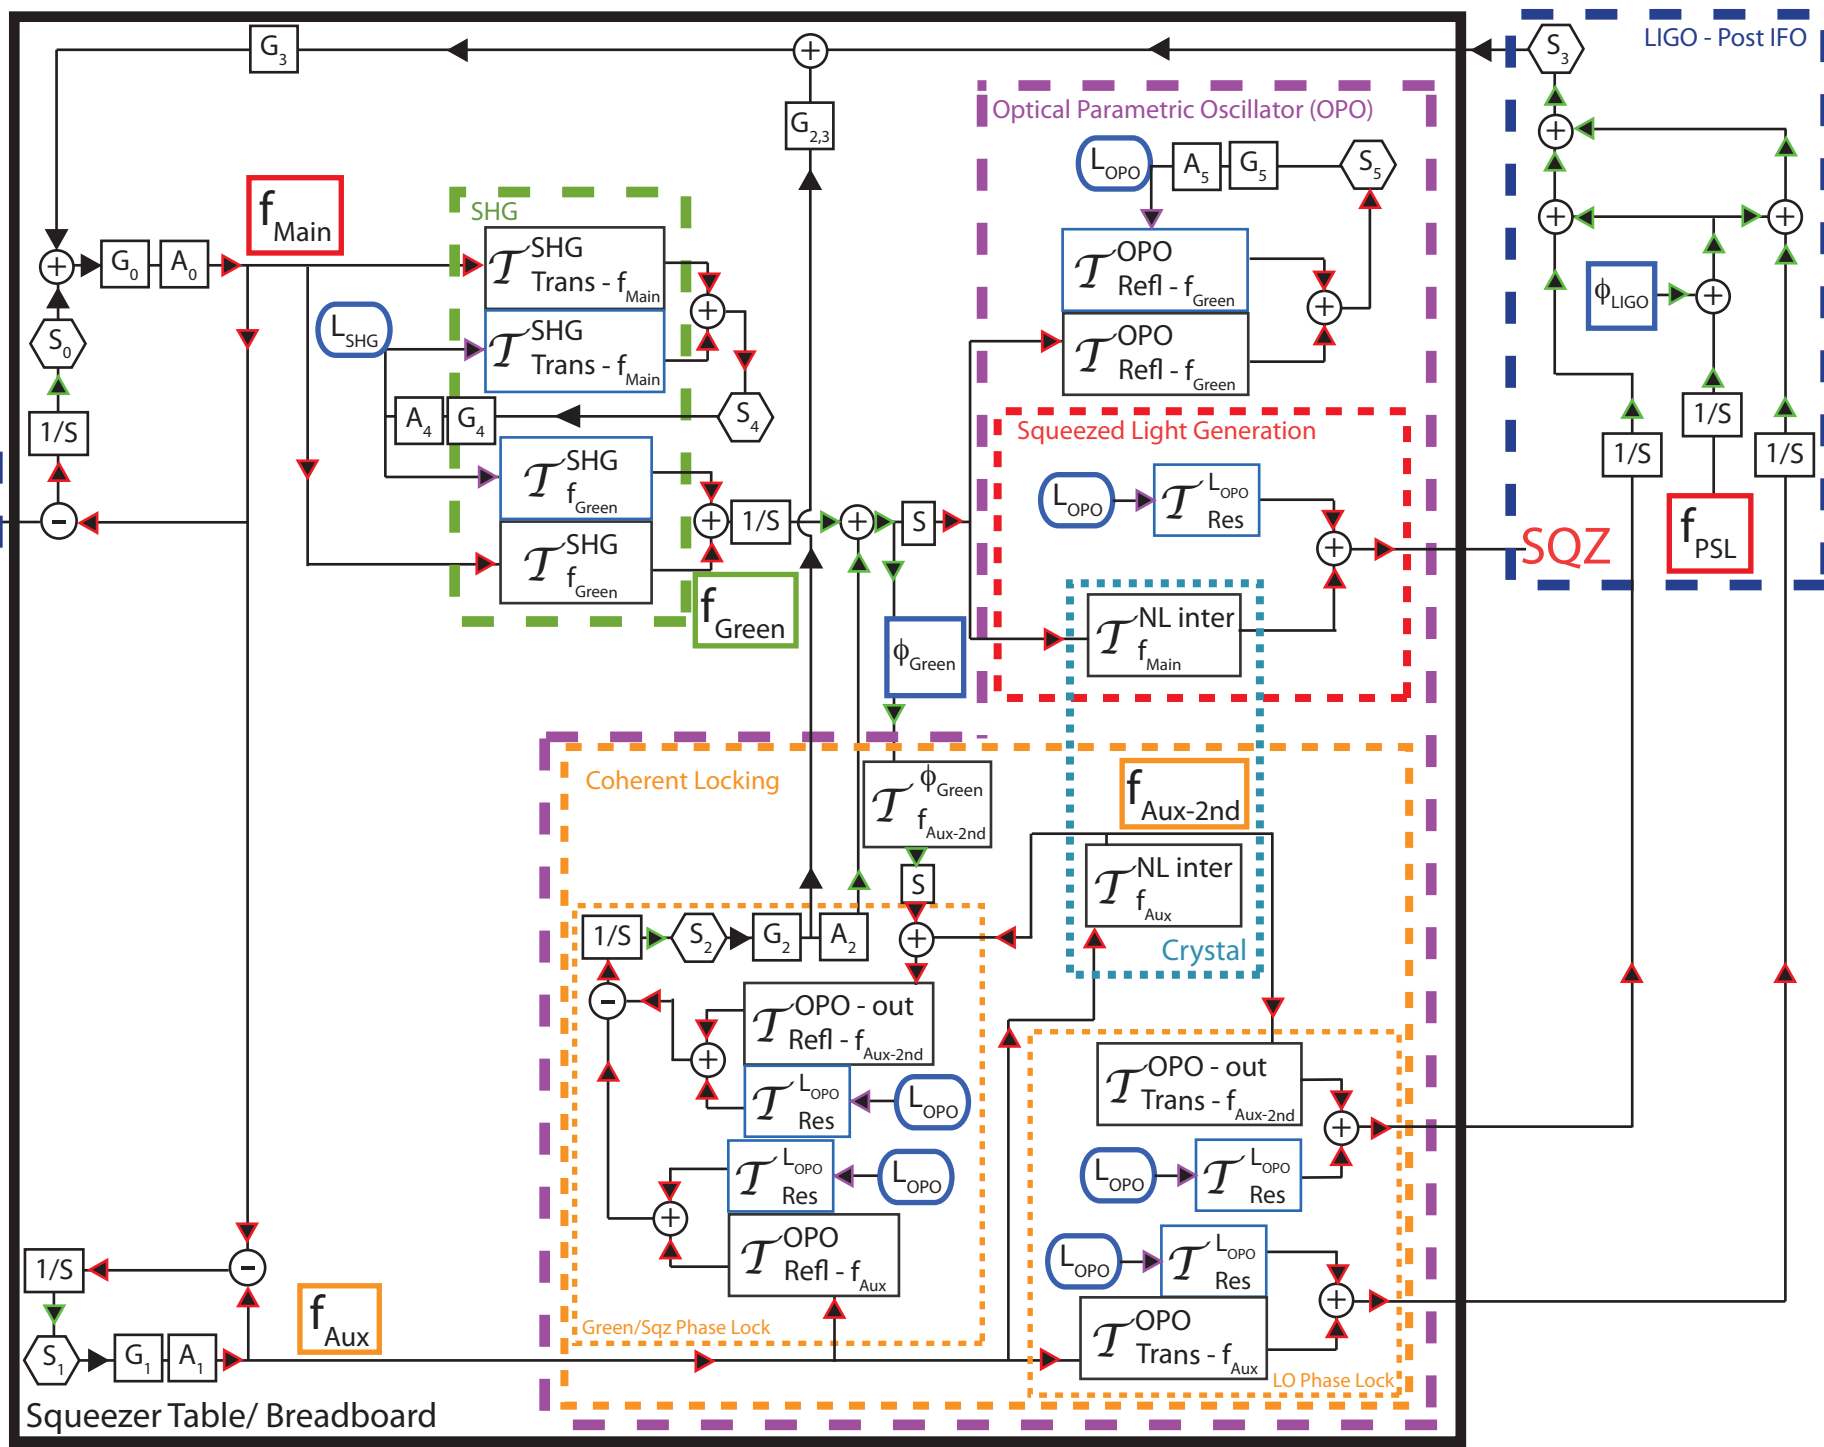 LIGO - Post IFO
S3
G3
G2,3
Optical Parametric Oscillator (OPO)
LOPO
A5
G5
S5
𝒯 OPO
Refl - fGreen
𝒯 OPO
Refl - fGreen
fMain
SHG
𝒯 SHG
Trans - fMain
𝒯 SHG
Trans - fMain
G0
A0
LSHG
S0
1/S
A4
G4
S4
𝒯 SHG
fGreen
𝒯 SHG
fGreen
1/S
S
fGreen
ϕGreen
Squeezed Light Generation
LOPO
𝒯 LOPO
Res
𝒯 NL inter
fMain
SQZ
ϕLIGO
1/S
1/S
1/S
fPSL
Coherent Locking
𝒯 ϕGreen
fAux-2nd
S
fAux-2nd
𝒯 NL inter
fAux
Crystal
1/S
S2
G2
A2
𝒯 OPO - out
Refl - fAux-2nd
𝒯 LOPO
Res
LOPO
𝒯 LOPO
Res
LOPO
𝒯 OPO
Refl - fAux
Green/Sqz Phase Lock
𝒯 OPO - out
Trans - fAux-2nd
LOPO
𝒯 LOPO
Res
LOPO
𝒯 LOPO
Res
𝒯 OPO
Trans - fAux
LO Phase Lock
1/S
fAux
S1
G1
A1
Squeezer Table/ Breadboard